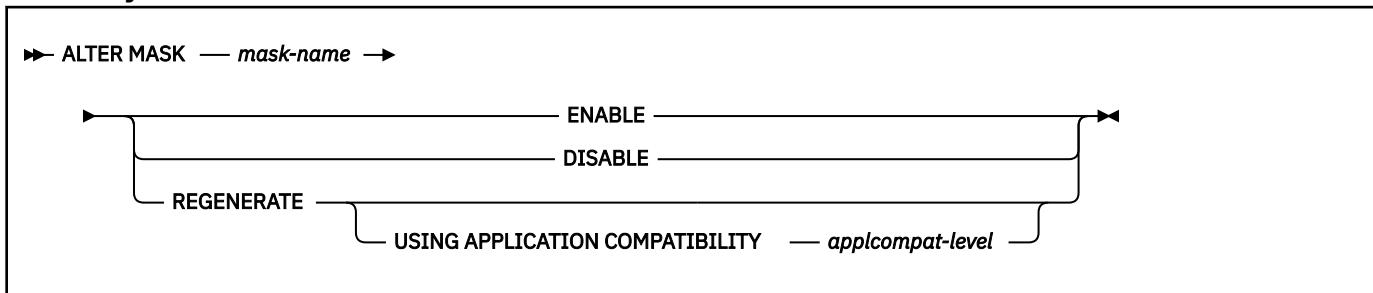 ALTER MASK mask-name
ENABLE
DISABLE
REGENERATE
USING APPLICATION COMPATIBILITY applcompat-level